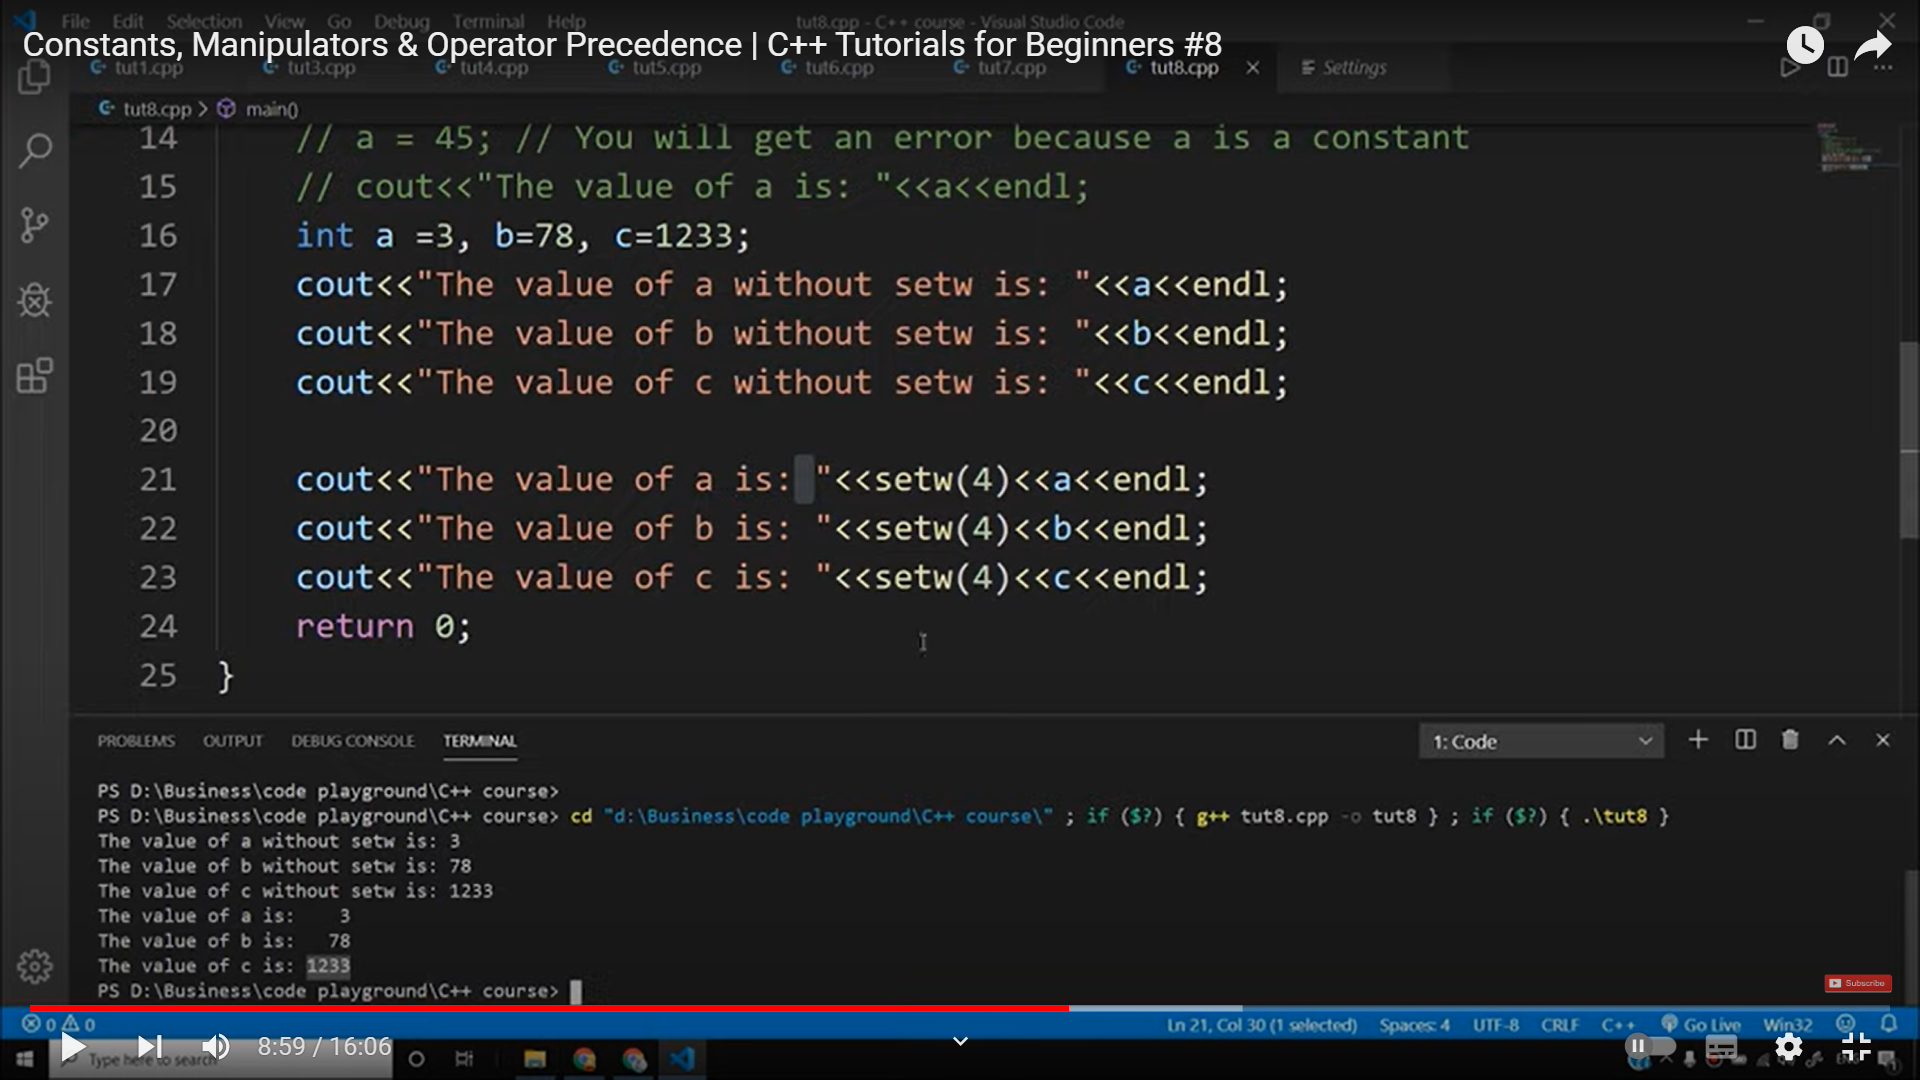 File Edit Selection View Go Debug Terminal Help tut8.cpp - C++ course - Visual Studio Code
Constants, Manipulators & Operator Precedence | C++ Tutorials for Beginners #8
tut1.cpp tut3.cpp tut4.cpp tut5.cpp tut6.cpp tut7.cpp tut8.cpp Settings
tut8.cpp > main()
14 // a = 45; // You will get an error because a is a constant
15 // cout<<"The value of a is: "<<a<<endl;
16 int a =3, b=78, c=1233;
17 cout<<"The value of a without setw is: "<<a<<endl;
18 cout<<"The value of b without setw is: "<<b<<endl;
19 cout<<"The value of c without setw is: "<<c<<endl;
20
21 cout<<"The value of a is: "<<setw(4)<<a<<endl;
22 cout<<"The value of b is: "<<setw(4)<<b<<endl;
23 cout<<"The value of c is: "<<setw(4)<<c<<endl;
24 return 0;
25 }
PROBLEMS OUTPUT DEBUG CONSOLE TERMINAL 1: Code
PS D:\Business\code playground\C++ course>
PS D:\Business\code playground\C++ course> cd "d:\Business\code playground\C++ course\" ; if ($?) { g++ tut8.cpp -o tut8 } ; if ($?) { .\tut8 }
The value of a without setw is: 3
The value of b without setw is: 78
The value of c without setw is: 1233
The value of a is:    3
The value of b is:   78
The value of c is: 1233
PS D:\Business\code playground\C++ course>
Subscribe
0 0 Ln 21, Col 30 (1 selected) Spaces: 4 UTF-8 CRLF C++ Go Live Win32
8:59 / 16:06
Type here to search